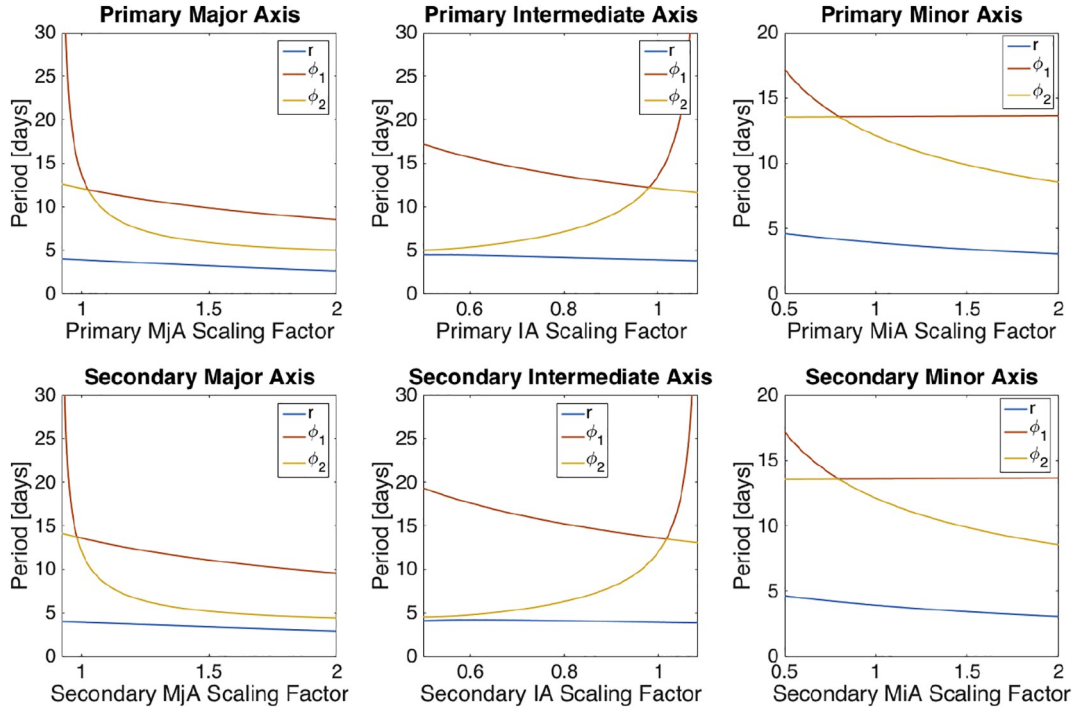 Primary Major Axis
30
25
20
15
10
5
0
Period [days]
r
ϕ1
ϕ2
1
1.5
2
Primary MjA Scaling Factor
Primary Intermediate Axis
30
25
20
15
10
5
0
Period [days]
r
ϕ1
ϕ2
0.6
0.8
1
Primary IA Scaling Factor
Primary Minor Axis
20
15
10
5
0
Period [days]
r
ϕ1
ϕ2
0.5
1
1.5
2
Primary MiA Scaling Factor
Secondary Major Axis
30
25
20
15
10
5
0
Period [days]
r
ϕ1
ϕ2
1
1.5
2
Secondary MjA Scaling Factor
Secondary Intermediate Axis
30
25
20
15
10
5
0
Period [days]
r
ϕ1
ϕ2
0.6
0.8
1
Secondary IA Scaling Factor
Secondary Minor Axis
20
15
10
5
0
Period [days]
r
ϕ1
ϕ2
0.5
1
1.5
2
Secondary MiA Scaling Factor